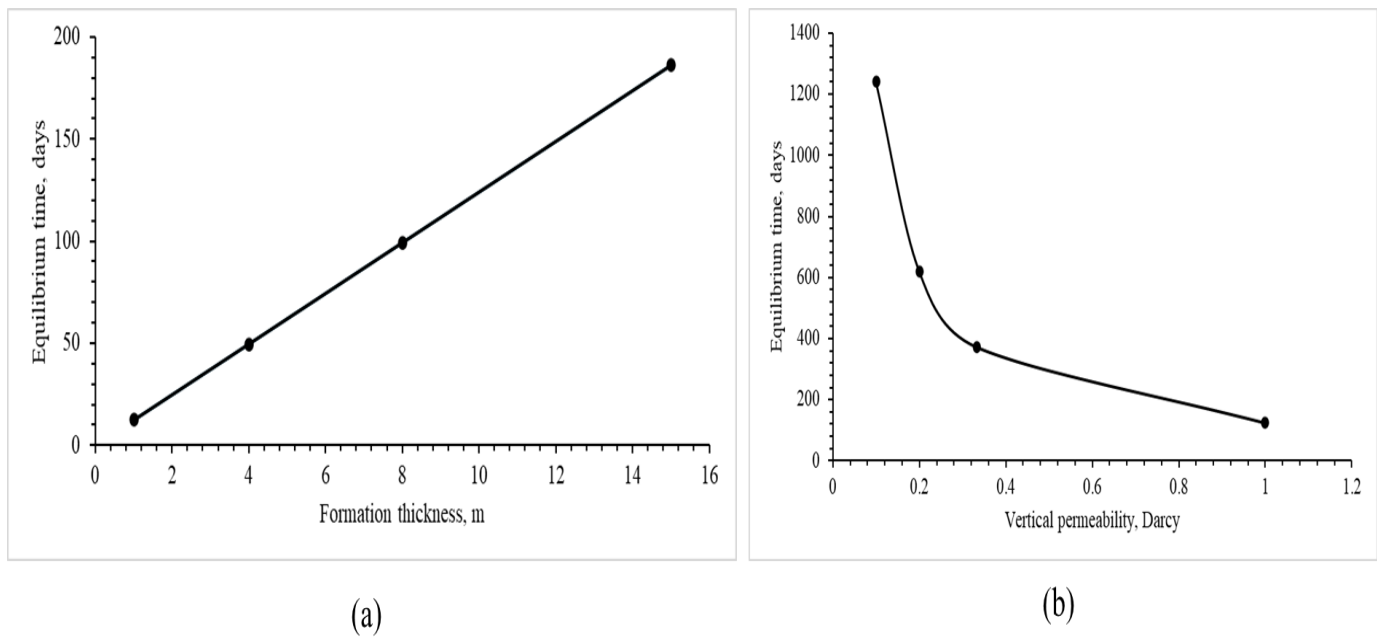 200
150
100
50
0
0 2 4 6 8 10 12 14 16
Equilibrium time, days
Formation thickness, m
(a)
1400
1200
1000
800
600
400
200
0
0 0.2 0.4 0.6 0.8 1 1.2
Equilibrium time, days
Vertical permeability, Darcy
(b)